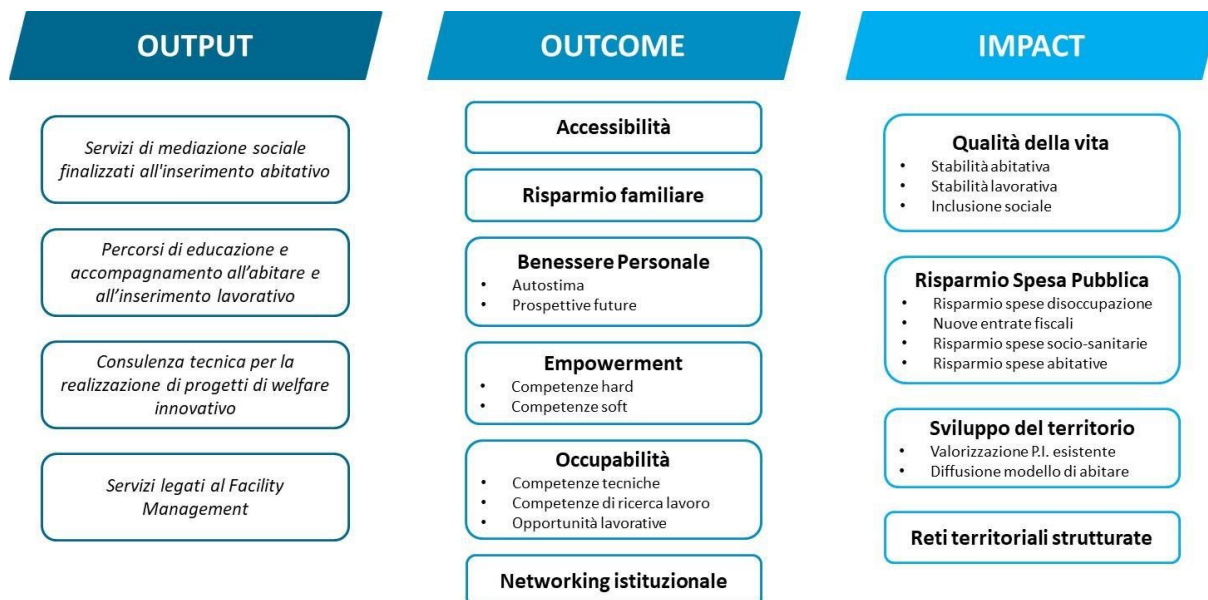 OUTPUT
Servizi di mediazione sociale
finalizzati all'inserimento abitativo
Percorsi di educazione e
accompagnamento all’abitare e
all’inserimento lavorativo
Consulenza tecnica per la
realizzazione di progetti di welfare
innovativo
Servizi legati al Facility
Management
OUTCOME
Accessibilità
Risparmio familiare
Benessere Personale
• Autostima
• Prospettive future
Empowerment
• Competenze hard
• Competenze soft
Occupabilità
• Competenze tecniche
• Competenze di ricerca lavoro
• Opportunità lavorative
Networking istituzionale
IMPACT
Qualità della vita
• Stabilità abitativa
• Stabilità lavorativa
• Inclusione sociale
Risparmio Spesa Pubblica
• Risparmio spese disoccupazione
• Nuove entrate fiscali
• Risparmio spese socio-sanitarie
• Risparmio spese abitative
Sviluppo del territorio
• Valorizzazione P.I. esistente
• Diffusione modello di abitare
Reti territoriali strutturate